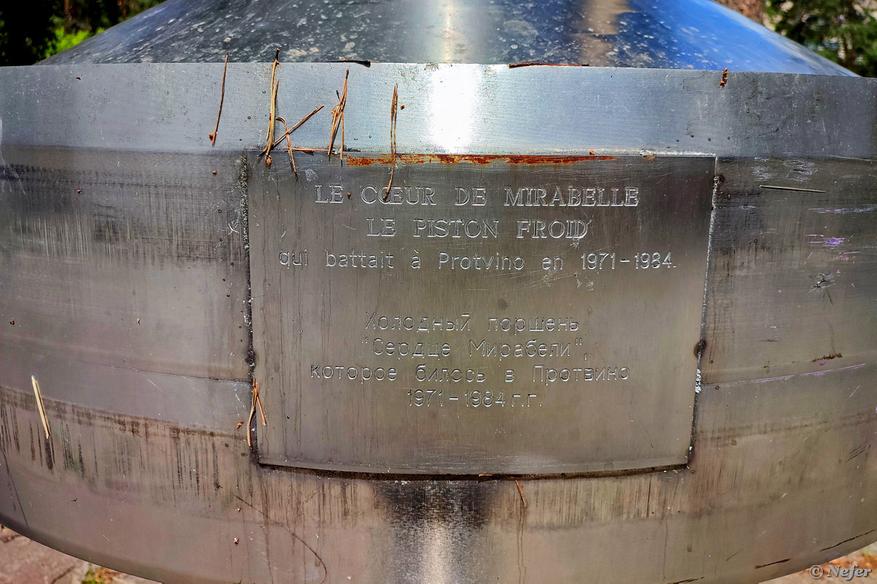 LE CŒUR DE MIRABELLE
LE PISTON FROID
qui battait à Protvino en 1971-1984.
Холодный поршень
"Сердце Мирабели",
которое билось в Протвино
1971-1984 г.г.
© Nefer